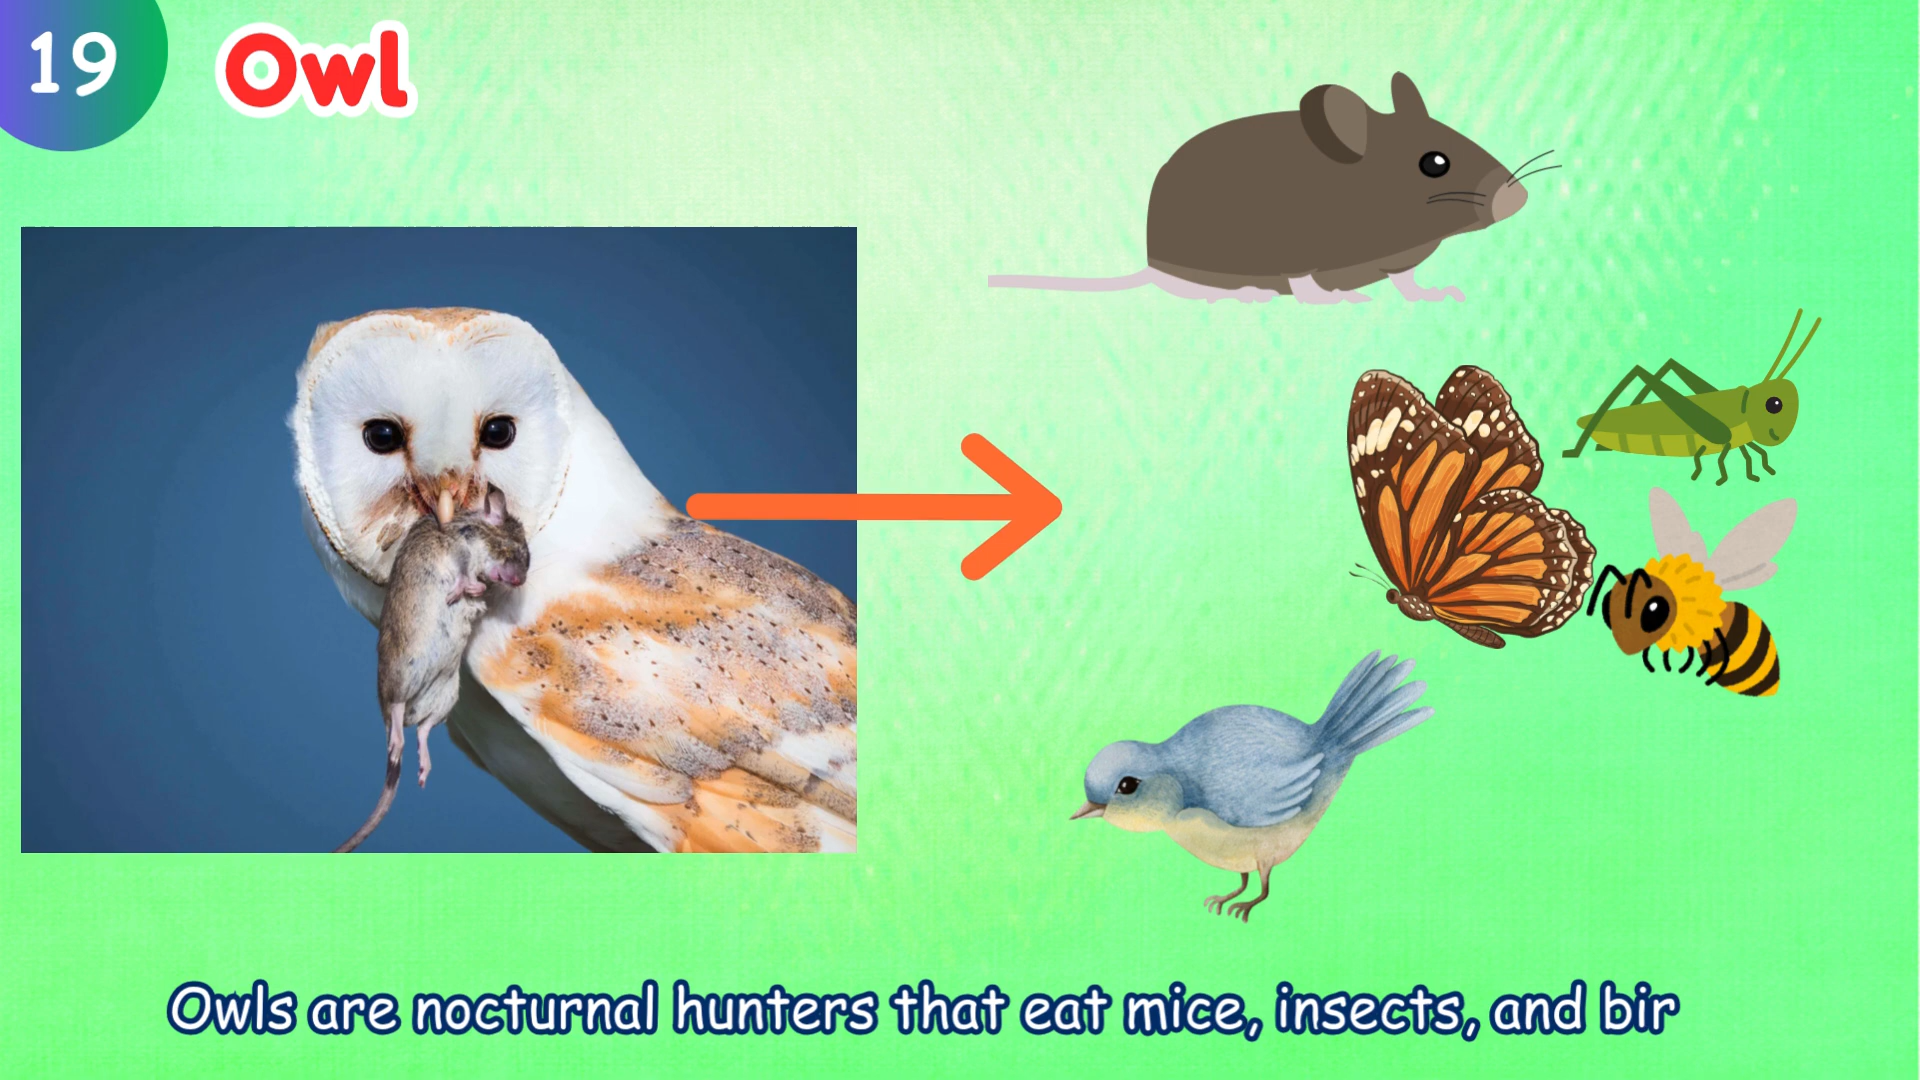 19
Owl
Owls are nocturnal hunters that eat mice, insects, and bir